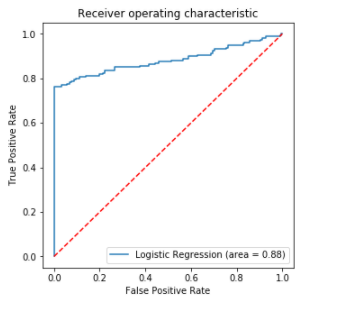 Receiver operating characteristic
1.0
0.8
0.6
0.4
0.2
0.0
True Positive Rate
Logistic Regression (area = 0.88)
0.0 0.2 0.4 0.6 0.8 1.0
False Positive Rate